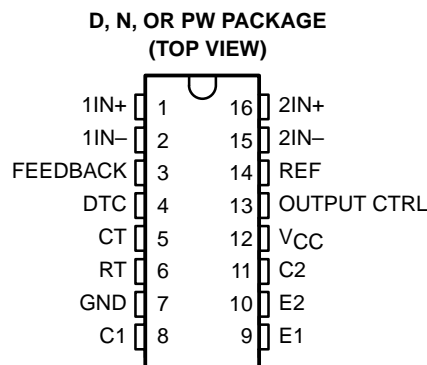 D, N, OR PW PACKAGE
(TOP VIEW)
1IN+ 1 16 2IN+
1IN– 2 15 2IN–
FEEDBACK 3 14 REF
DTC 4 13 OUTPUT CTRL
CT 5 12 VCC
RT 6 11 C2
GND 7 10 E2
C1 8 9 E1